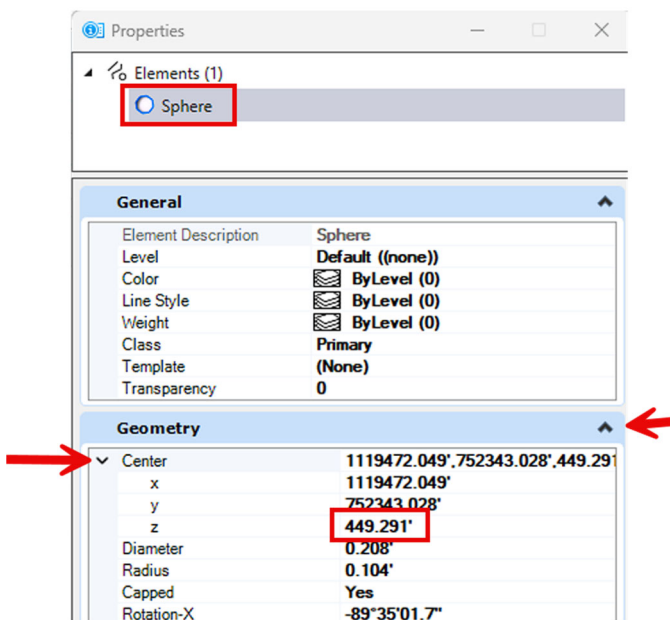 Properties
Elements (1)
Sphere
General
Element Description Sphere
Level Default ((none))
Color ByLevel (0)
Line Style ByLevel (0)
Weight ByLevel (0)
Class Primary
Template (None)
Transparency 0
Geometry
Center 1119472.049',752343.028',449.291
x 1119472.049'
y 752343.028'
z 449.291'
Diameter 0.208'
Radius 0.104'
Capped Yes
Rotation-X -89°35'01.7"